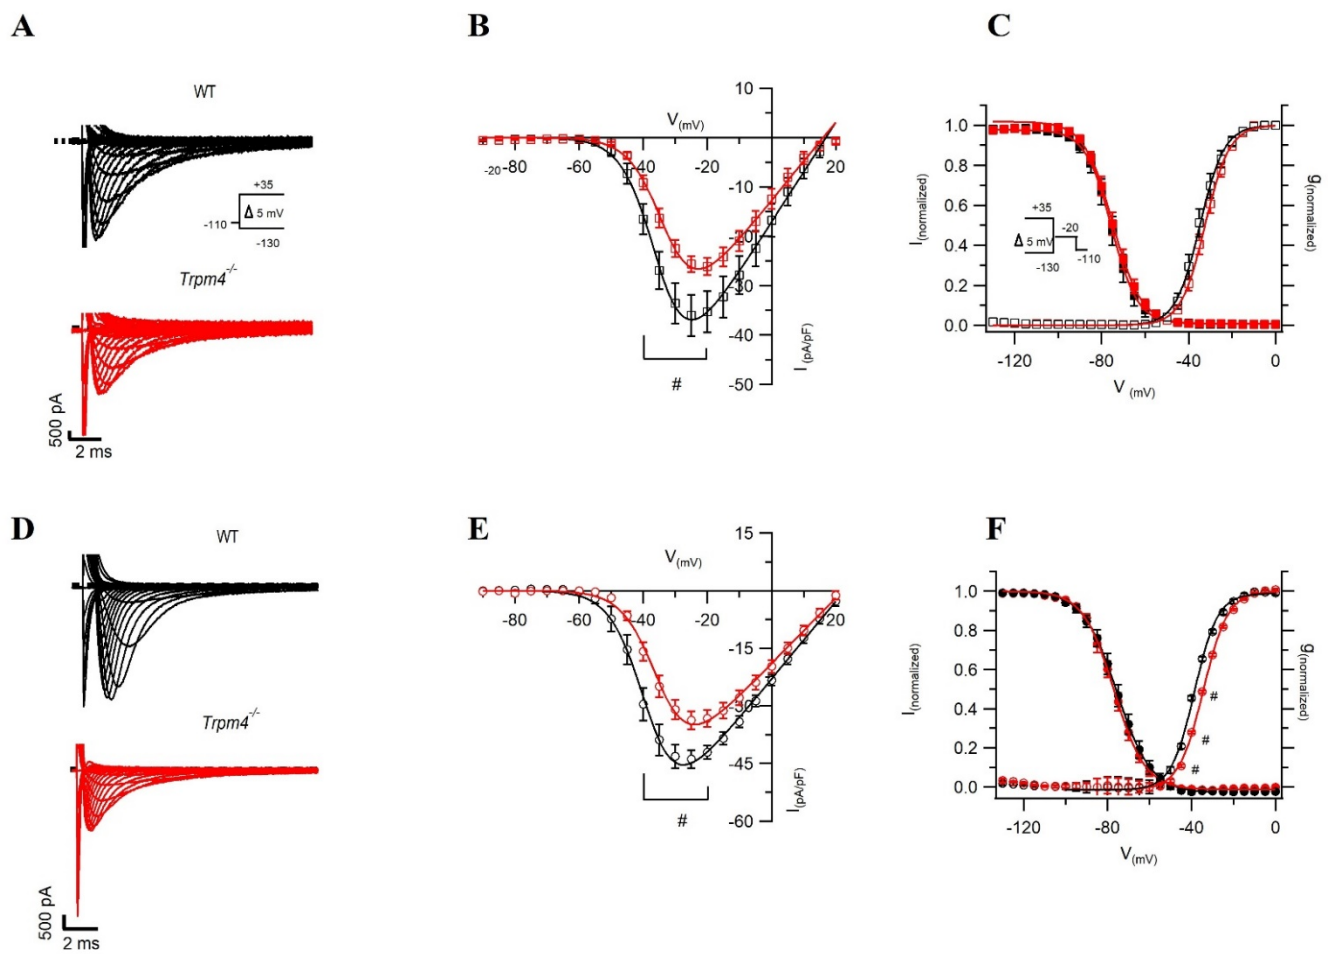 A
WT
+35
Δ 5 mV
-110
-130
Trpm4-/-
500 pA
2 ms
B
10
V(mV)
-20 -80 -60 -40 -20 20
-10
-20
-30
-40
-50
I(pA/pF)
#
C
1.0
0.8
0.6
0.4
0.2
0.0
I(normalized)
g(normalized)
+35
-20
Δ 5 mV
-110
-130
-120 -80 -40 0
V (mV)
D
WT
Trpm4-/-
500 pA
2 ms
E
15
V(mV)
-80 -60 -40 -20 20
-15
-30
-45
-60
I(pA/pF)
#
F
1.0
0.8
0.6
0.4
0.2
0.0
I(normalized)
g(normalized)
#
#
#
-120 -80 -40 0
V(mV)